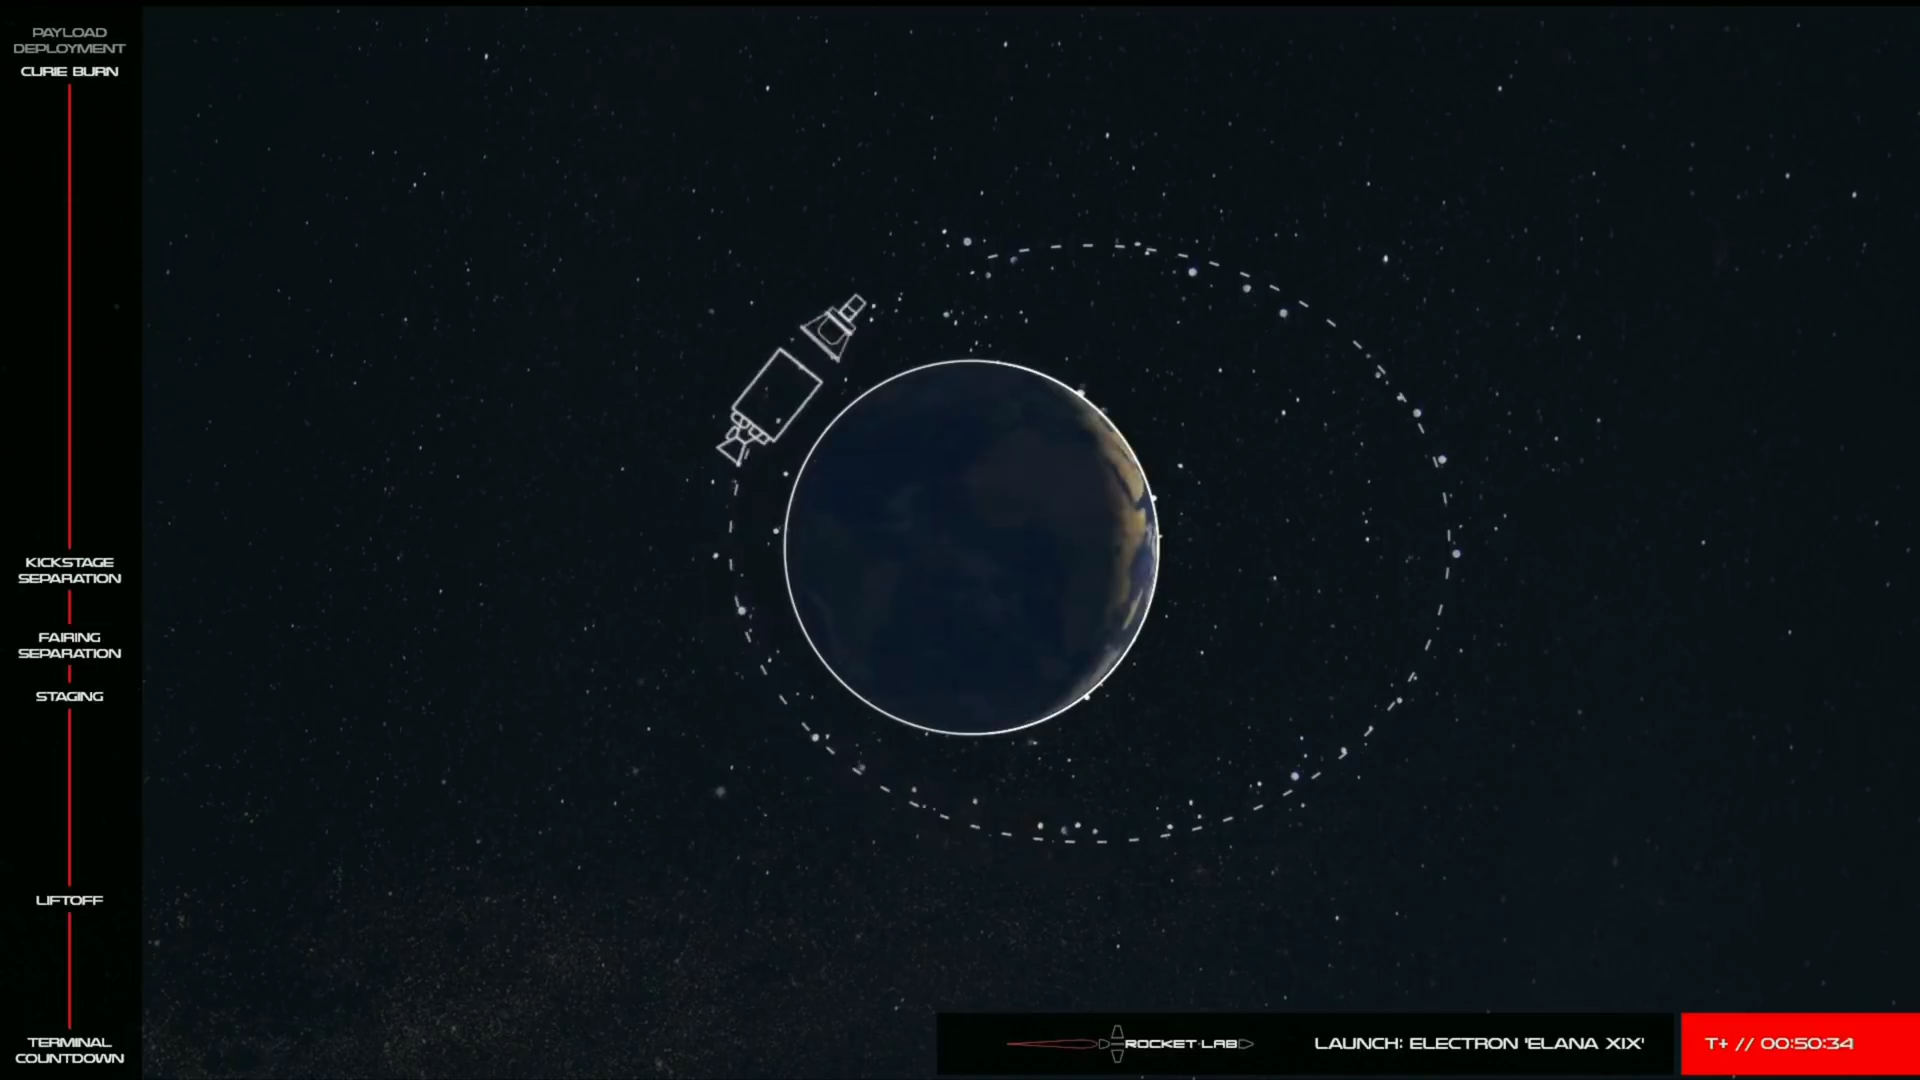 PAYLOAD
DEPLOYMENT
CURIE BURN
KICKSTAGE
SEPARATION
FAIRING
SEPARATION
STAGING
LIFTOFF
TERMINAL
COUNTDOWN
ROCKET LAB
LAUNCH: ELECTRON 'ELANA XIX'
T+ // 00:50:34